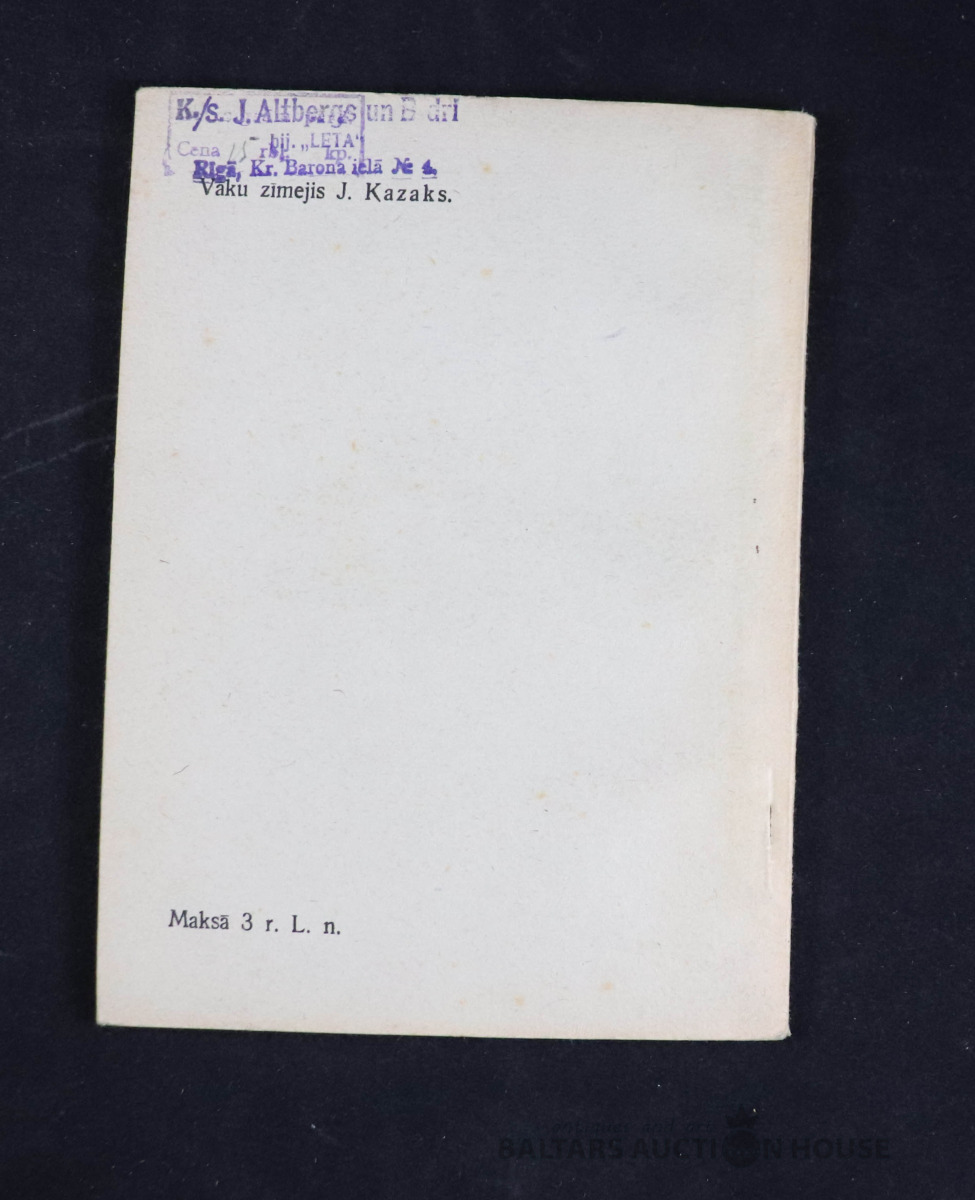 K./s. J. Altbergs un B dri
bij. „LETA“
Cena 15 rbļ. kp.
Rīgā, Kr. Barona ielā № 4.
Vāku zīmejis J. Kazaks.
Maksā 3 r. L. n.
BALTARS AUCTION HOUSE